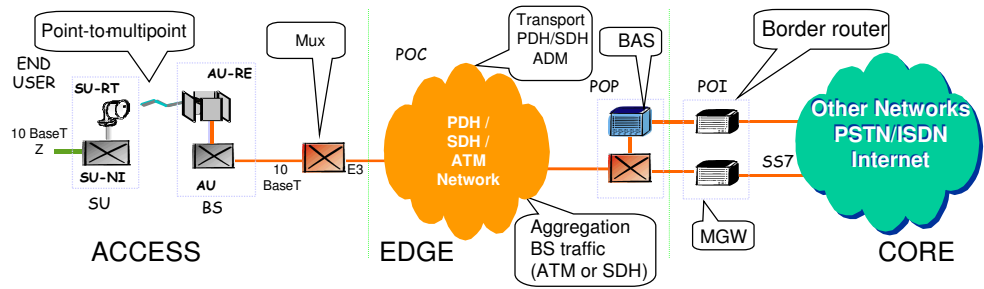 Point-to-multipoint
Mux
POC
Transport
PDH/SDH
ADM
BAS
Border router
END
USER
SU-RT
AU-RE
POP
POI
10 BaseT
Z
SU-NI
SU
AU
BS
10
BaseT
E3
PDH /
SDH /
ATM
Network
SS7
Other Networks
PSTN/ISDN
Internet
MGW
Aggregation
BS traffic
(ATM or SDH)
ACCESS
EDGE
CORE